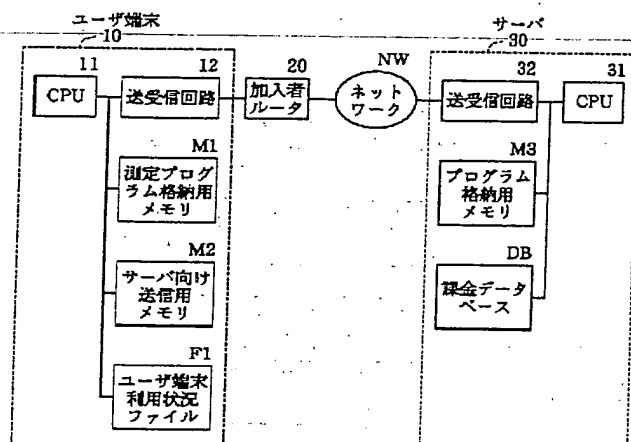 ユーザ端末
10
サーバ
30
11
12
20
NW
32
31
CPU
送受信回路
加入者
ルータ
ネット
ワーク
送受信回路
CPU
M1
測定プログ
ラム格納用
メモリ
M3
プログラム
格納用
メモリ
M2
サーバ向け
送信用
メモリ
DB
課金データ
ベース
F1
ユーザ端末
利用状況
ファイル